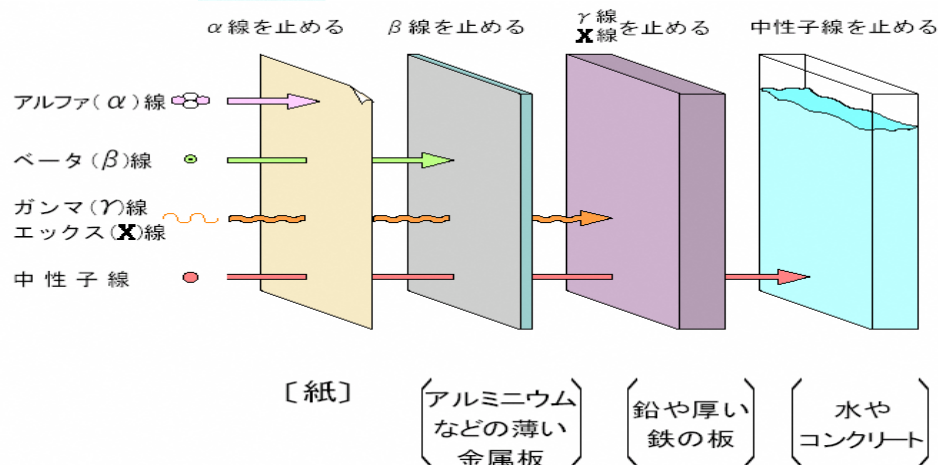 α線を止める
β線を止める
γ線
X線を止める
中性子線を止める
アルファ(α)線
ベータ(β)線
ガンマ(γ)線
エックス(X)線
中性子線
〔紙〕
アルミニウム
などの薄い
金属板
鉛や厚い
鉄の板
水や
コンクリート